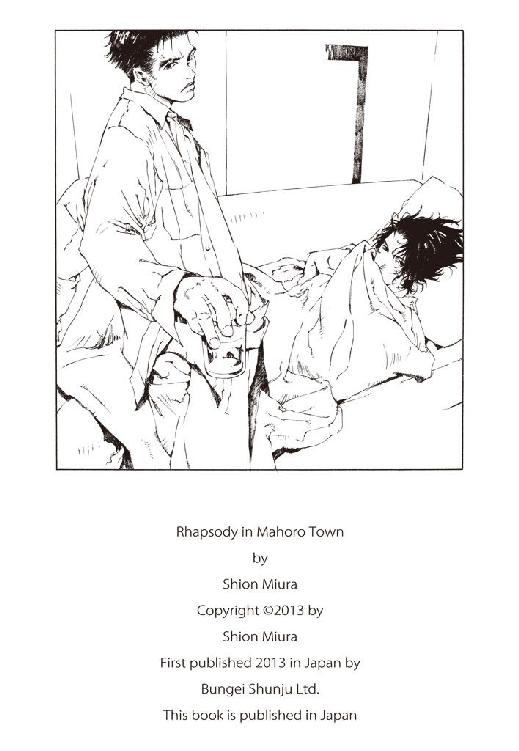 Rhapsody in Mahoro Town
by
Shion Miura
Copyright ©2013 by
Shion Miura
First published 2013 in Japan by
Bungei Shunju Ltd.
This book is published in Japan